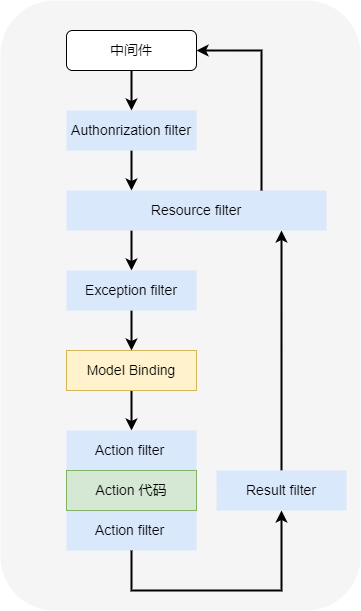 中间件
Authonrization filter
Resource filter
Exception filter
Model Binding
Action filter
Action 代码
Result filter
Action filter